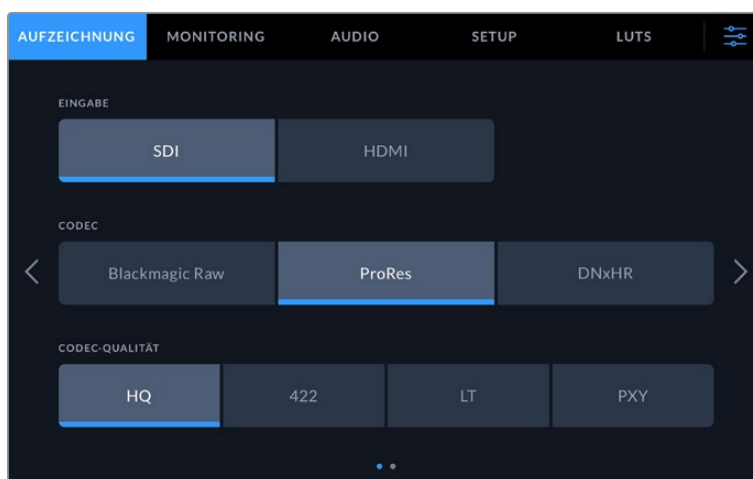 AUFZEICHNUNG MONITORING AUDIO SETUP LUTS
EINGABE
SDI HDMI
CODEC
Blackmagic Raw ProRes DNxHR
CODEC-QUALITÄT
HQ 422 LT PXY